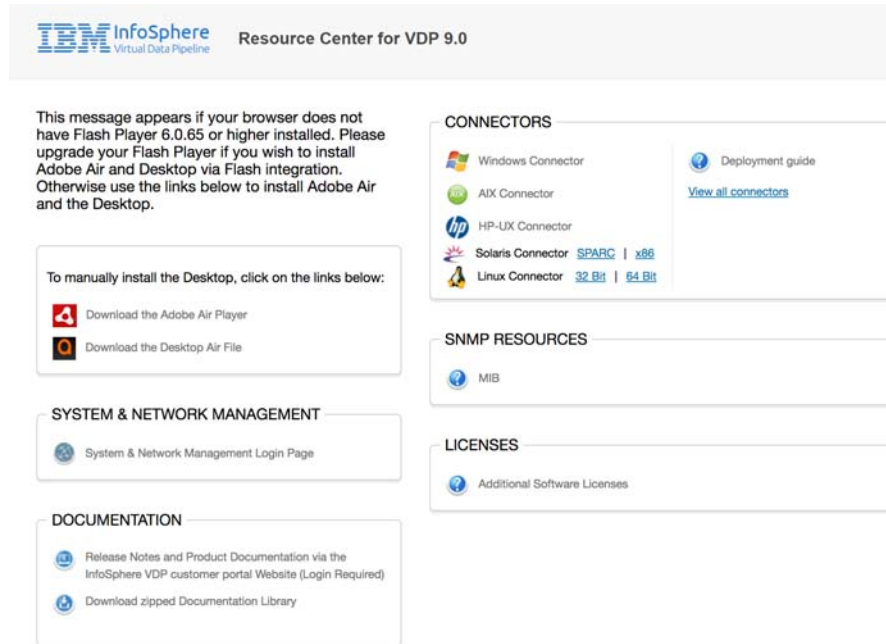 IBM InfoSphere
Virtual Data Pipeline
Resource Center for VDP 9.0
This message appears if your browser does not
have Flash Player 6.0.65 or higher installed. Please
upgrade your Flash Player if you wish to install
Adobe Air and Desktop via Flash integration.
Otherwise use the links below to install Adobe Air
and the Desktop.
To manually install the Desktop, click on the links below:
Download the Adobe Air Player
Download the Desktop Air File
SYSTEM & NETWORK MANAGEMENT
System & Network Management Login Page
DOCUMENTATION
Release Notes and Product Documentation via the
InfoSphere VDP customer portal Website (Login Required)
Download zipped Documentation Library
CONNECTORS
Windows Connector
AIX
AIX Connector
hp
HP-UX Connector
Solaris Connector SPARC | x86
Linux Connector 32 Bit | 64 Bit
? Deployment guide
View all connectors
SNMP RESOURCES
? MIB
LICENSES
? Additional Software Licenses